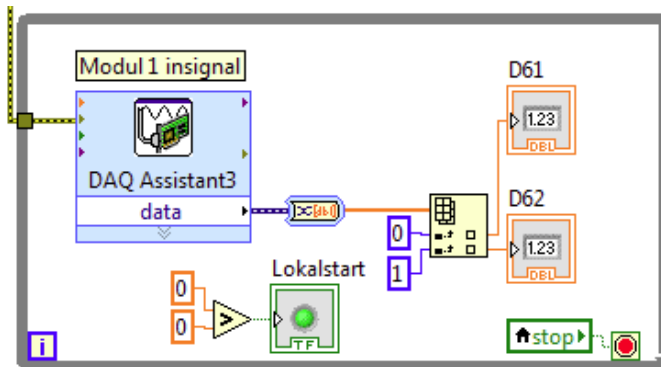 Modul 1 insignal
D61
1.23
DBL
DAQ Assistant3
data
[dbl]
D62
0
1
1.23
DBL
Lokalstart
0
0
>
TF
i
stop